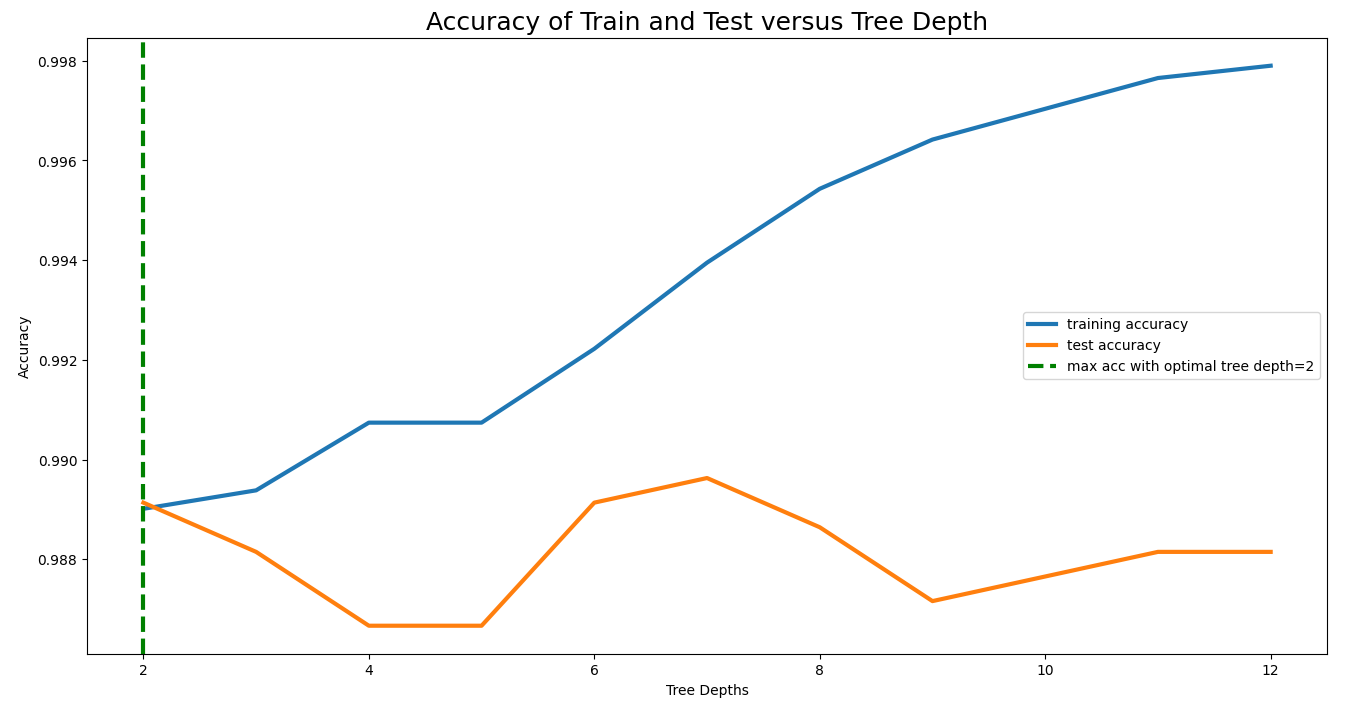 Accuracy of Train and Test versus Tree Depth
0.998
0.996
0.994
0.992
0.990
0.988
Accuracy
training accuracy
test accuracy
max acc with optimal tree depth=2
2 4 6 8 10 12
Tree Depths